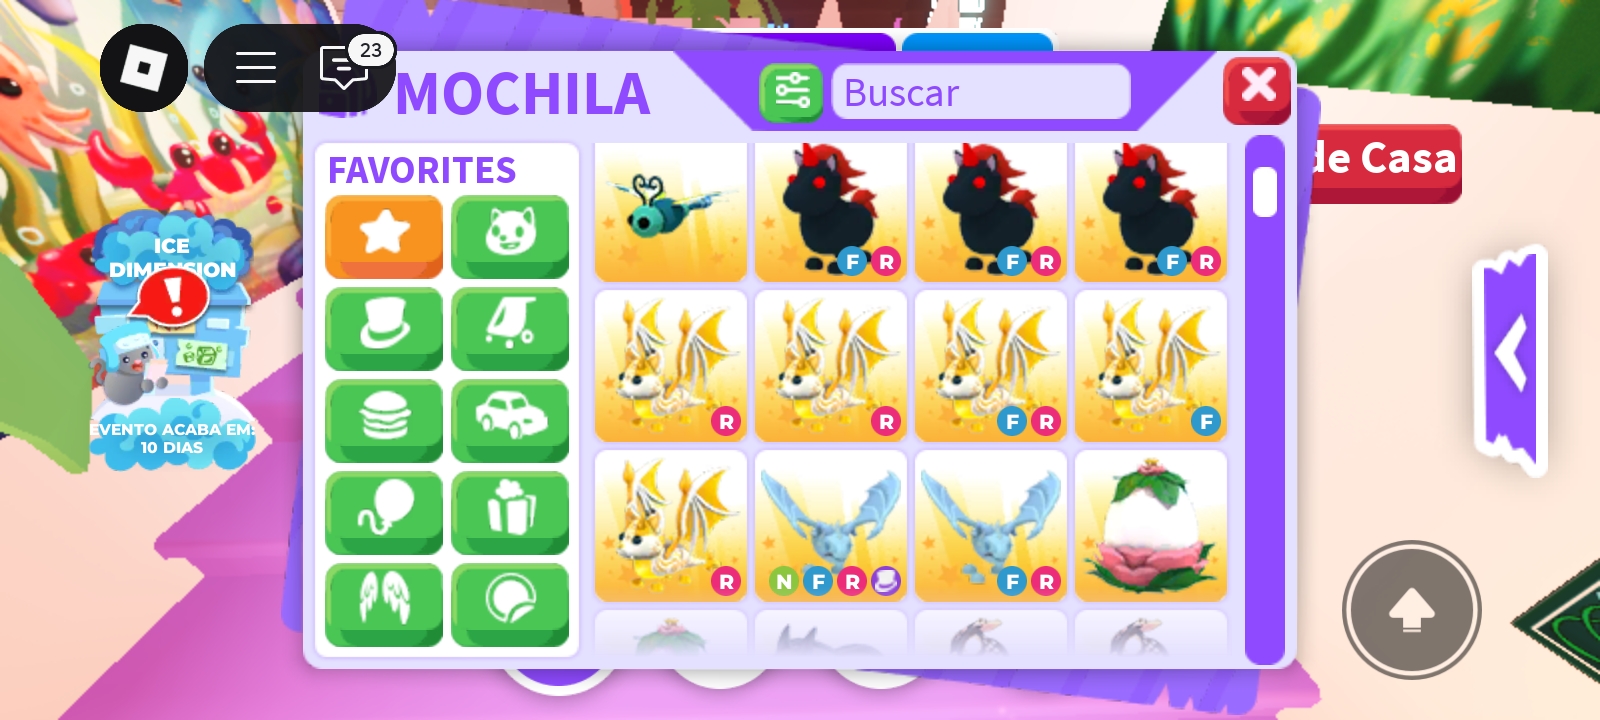 23
MOCHILA
Buscar
FAVORITES
de Casa
ICE
DIMENSION
!
EVENTO ACABA EM:
10 DIAS
F R
F R
F R
R
R
F R
F
R
N F R
F R